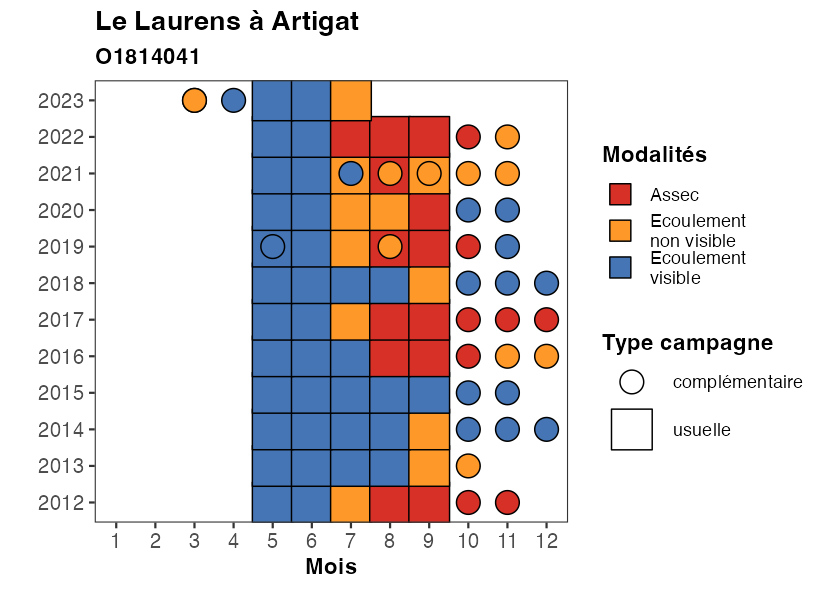 Le Laurens à Artigat
O1814041
2023
2022
2021
2020
2019
2018
2017
2016
2015
2014
2013
2012
1 2 3 4 5 6 7 8 9 10 11 12
Mois
Modalités
Assec
Ecoulement
non visible
Ecoulement
visible
Type campagne
complémentaire
usuelle